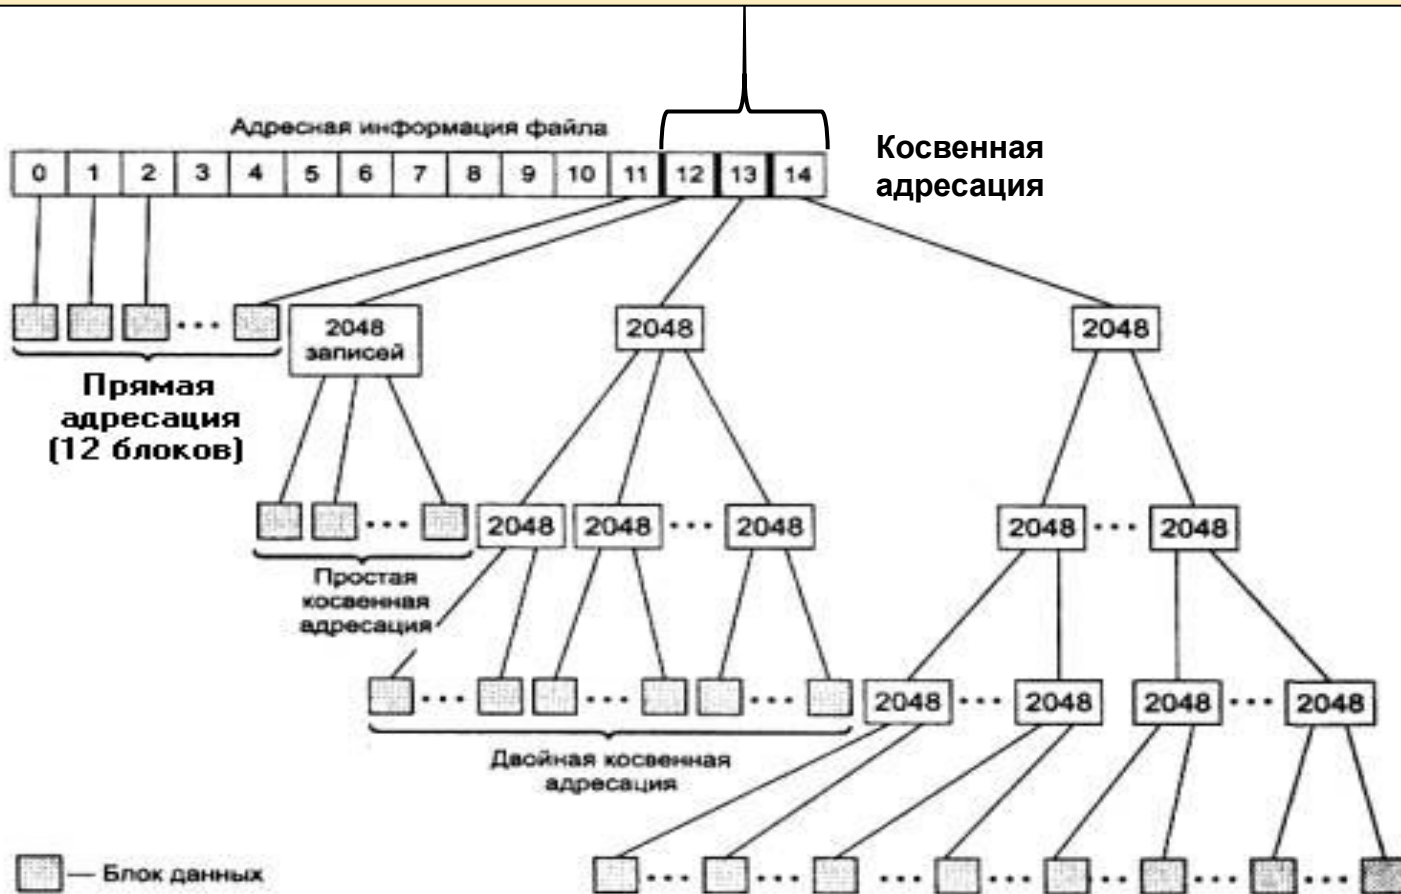 Адресная информация файла
Косвенная
адресация
0 1 2 3 4 5 6 7 8 9 10 11 12 13 14
2048
записей
2048
2048
Прямая
адресация
(12 блоков)
2048 2048 2048
2048 2048
Простая
косвенная
адресация
2048 2048 2048 2048
Двойная косвенная
адресация
— Блок данных